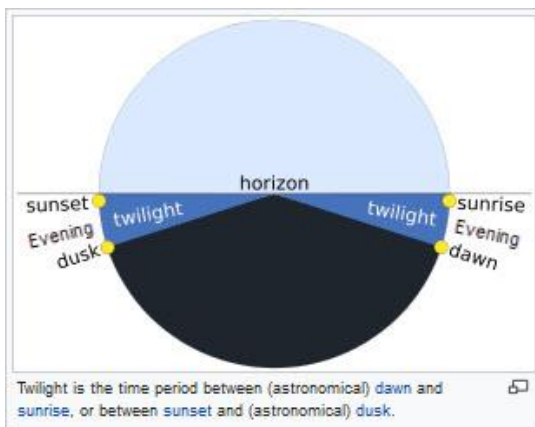 horizon
sunset
twilight
twilight
sunrise
Evening
Evening
dusk
dawn
Twilight is the time period between (astronomical) dawn and
sunrise, or between sunset and (astronomical) dusk.